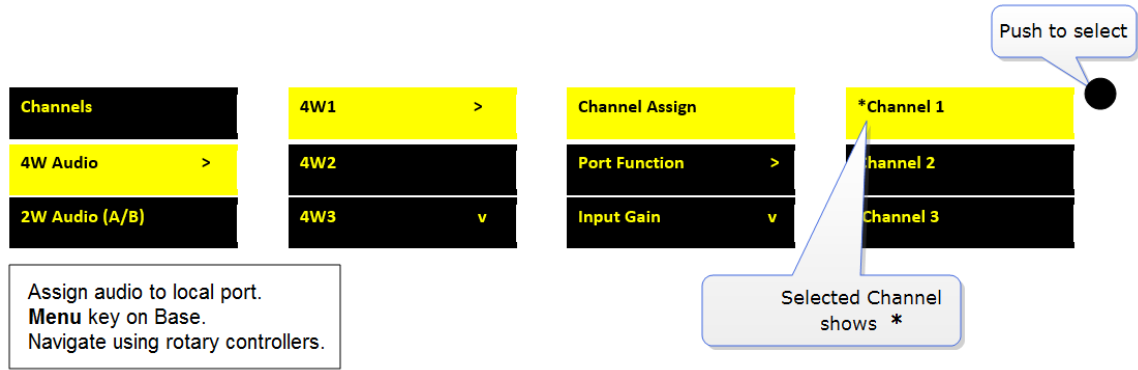 Push to select
Channels
4W Audio >
2W Audio (A/B)
4W1 >
4W2
4W3 v
Channel Assign
Port Function >
Input Gain v
*Channel 1
Channel 2
Channel 3
Selected Channel
shows *
Assign audio to local port.
Menu key on Base.
Navigate using rotary controllers.